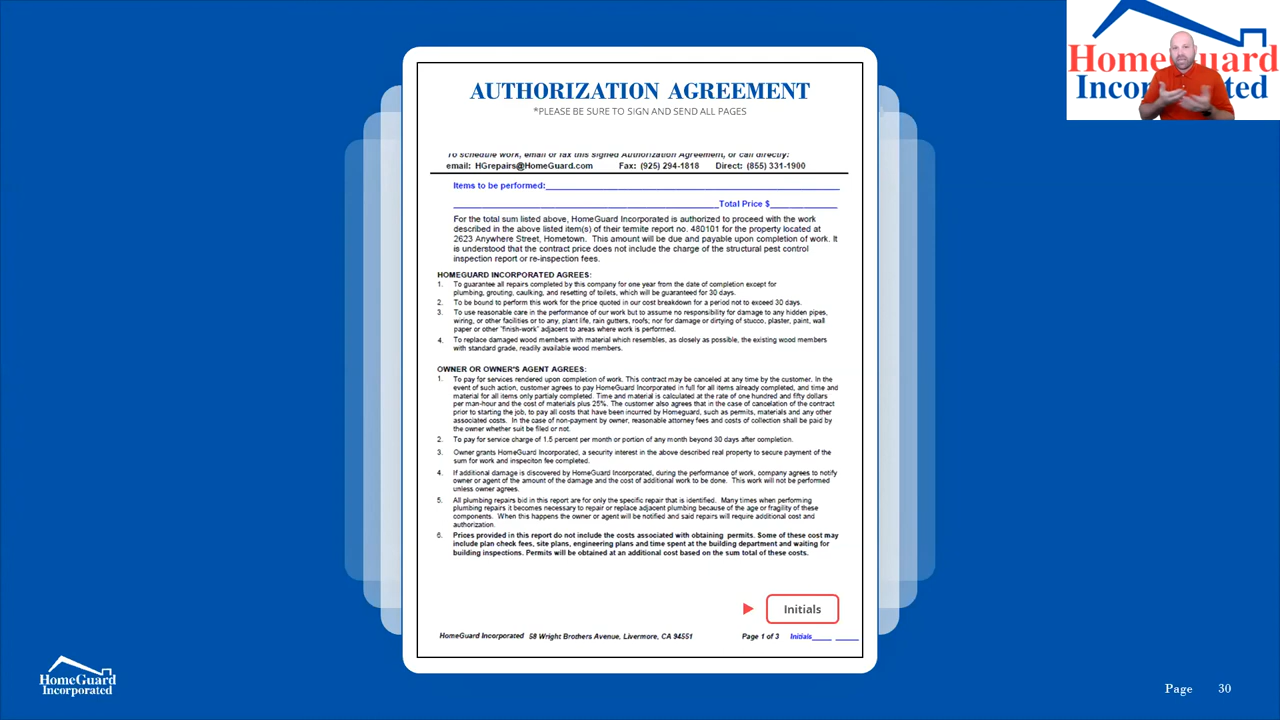 HomeGuard
Incorporated
AUTHORIZATION AGREEMENT
*PLEASE BE SURE TO SIGN AND SEND ALL PAGES
To schedule work, email or fax this signed Authorization Agreement, or call directly:
email: HGrepairs@HomeGuard.com Fax: (925) 294-1818 Direct: (855) 331-1900
Items to be performed:
Total Price $
For the total sum listed above, HomeGuard Incorporated is authorized to proceed with the work
described in the above listed item(s) of their termite report no. 480101 for the property located at
2623 Anywhere Street, Hometown. This amount will be due and payable upon completion of work. It
is understood that the contract price does not include the charge of the structural pest control
inspection report or re-inspection fees.
HOMEGUARD INCORPORATED AGREES:
1. To guarantee all repairs completed by this company for one year from the date of completion except for
plumbing, grouting, caulking, and resetting of toilets, which will be guaranteed for 30 days.
2. To be bound to perform this work for the price quoted in our cost breakdown for a period not to exceed 30 days.
3. To use reasonable care in the performance of our work but to assume no responsibility for damage to any hidden pipes,
wiring, or other facilities or to any, plant life, rain gutters, roofs; nor for damage or dirtying of stucco, plaster, paint, wall
paper or other "finish-work" adjacent to areas where work is performed.
4. To replace damaged wood members with material which resembles, as closely as possible, the existing wood members
with standard grade, readily available wood members.
OWNER OR OWNER'S AGENT AGREES:
1. To pay for services rendered upon completion of work. This contract may be canceled at any time by the customer. In the
event of such action, customer agrees to pay HomeGuard Incorporated in full for all items already completed, and time and
material for all items only partialy completed. Time and material is calculated at the rate of one hundred and fifty dollars
per man-hour and the cost of materials plus 25%. The customer also agrees that in the case of cancelation of the contract
prior to starting the job, to pay all costs that have been incurred by Homeguard, such as permits, materials and any other
associated costs. In the case of non-payment by owner, reasonable attorney fees and costs of collection shall be paid by
the owner whether suit be filed or not.
2. To pay for service charge of 1.5 percent per month or portion of any month beyond 30 days after completion.
3. Owner grants HomeGuard Incorporated, a security interest in the above described real property to secure payment of the
sum for work and inspeciton fee completed.
4. If additional damage is discovered by HomeGuard Incorporated, during the performance of work, company agrees to notify
owner or agent of the amount of the damage and the cost of additional work to be done. This work will not be performed
unless owner agrees.
5. All plumbing repairs bid in this report are for only the specific repair that is identified. Many times when performing
plumbing repairs it becomes necessary to repair or replace adjacent plumbing because of the age or fragility of these
components. When this happens the owner or agent will be notified and said repairs will require additional cost and
authorization.
6. Prices provided in this report do not include the costs associated with obtaining permits. Some of these cost may
include plan check fees, site plans, engineering plans and time spent at the building department and waiting for
building inspections. Permits will be obtained at an additional cost based on the sum total of these costs.
Initials
HomeGuard Incorporated 58 Wright Brothers Avenue, Livermore, CA 94551 Page 1 of 3 Initials
HomeGuard
Incorporated
Page 30